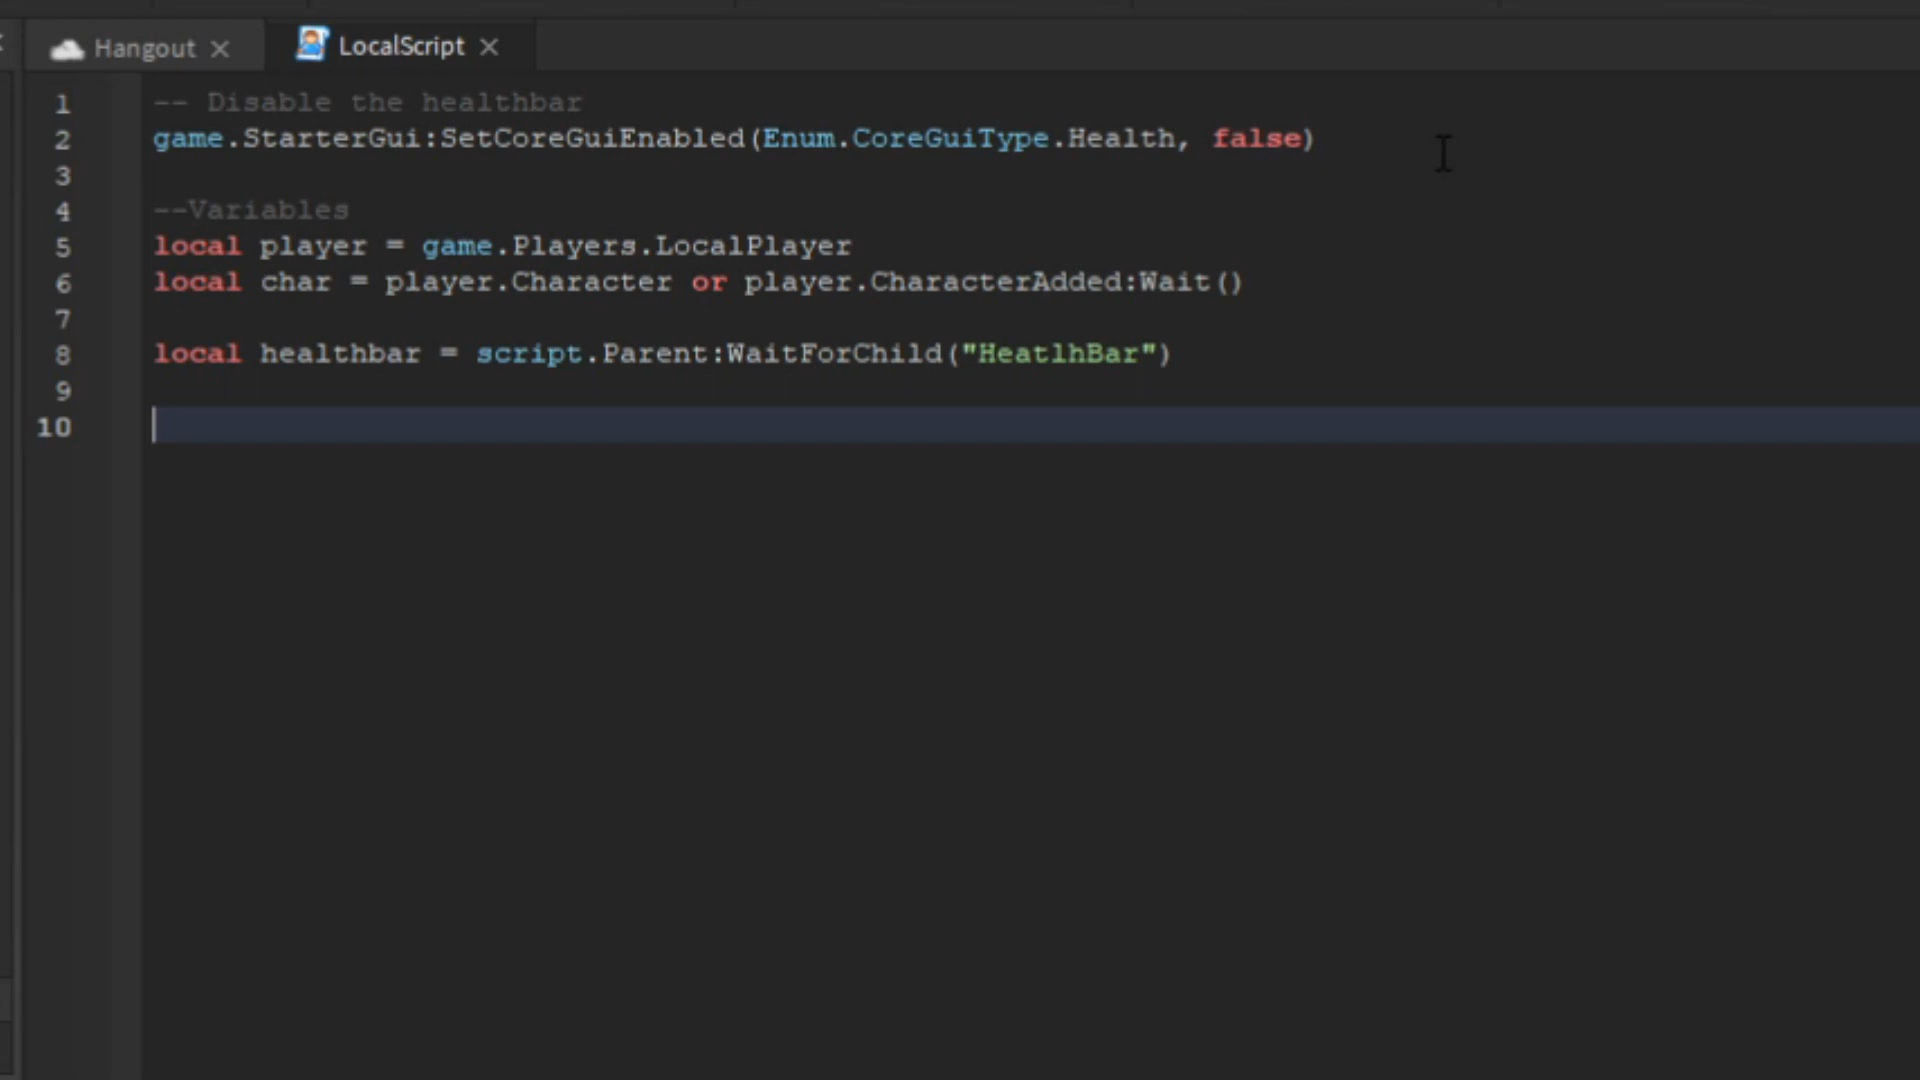 Hangout
LocalScript
1 -- Disable the healthbar
2 game.StarterGui:SetCoreGuiEnabled(Enum.CoreGuiType.Health, false)
3
4 --Variables
5 local player = game.Players.LocalPlayer
6 local char = player.Character or player.CharacterAdded:Wait()
7
8 local healthbar = script.Parent:WaitForChild("HeatlhBar")
9
10